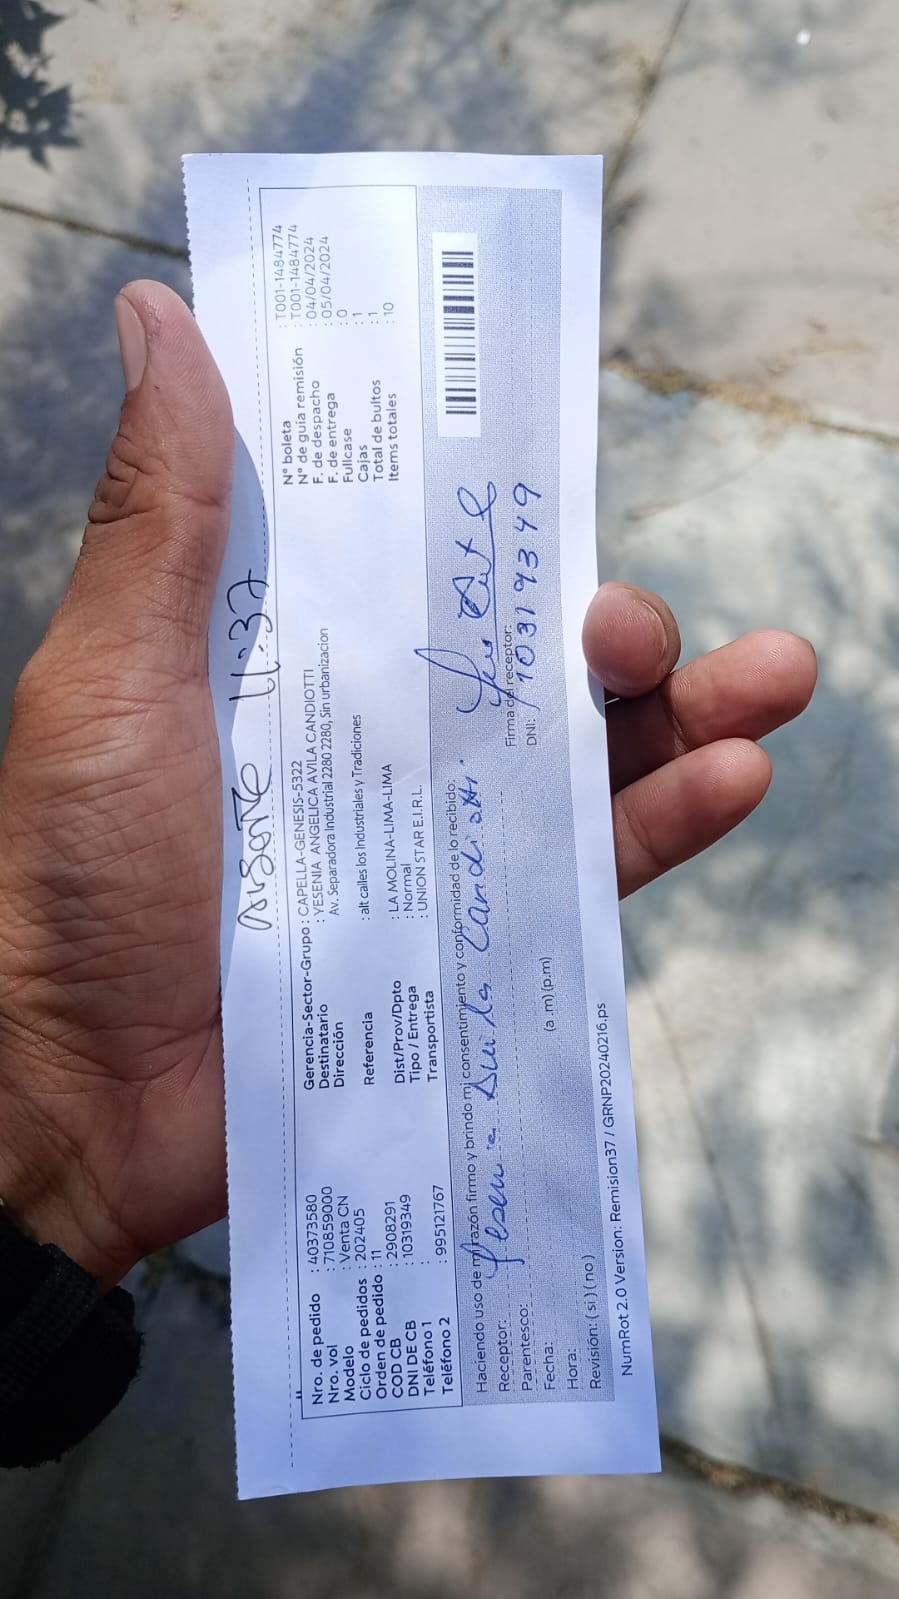 11:37
Nro. de pedido : 40373580
Nro. vol : 710859000
Modelo : Venta CN
Ciclo de pedidos : 202405
Orden de pedido : 11
COD CB : 2908291
DNI DE CB : 10319349
Teléfono 1 :
Teléfono 2 : 995121767
Gerencia-Sector-Grupo : CAPELLA-GENESIS-5322
Destinatario : YESENIA ANGELICA AVILA CANDIOTTI
Dirección Av. Separadora Industrial 2280 2280, Sin urbanizacion
Referencia : alt calles los Industriales y Tradiciones
Dist/Prov/Dpto : LA MOLINA-LIMA-LIMA
Tipo / Entrega : Normal
Transportista : UNION STAR E.I.R.L.
N° boleta : T001-1484774
N° de guía remisión : T001-1484774
F. de despacho : 04/04/2024
F. de entrega : 05/04/2024
Fullcase : 0
Cajas : 1
Total de bultos : 1
Items totales : 10
Haciendo uso de mi razón firmo y brindo mi consentimiento y conformidad de lo recibido:
Receptor: Yesenia Avila Candiotti.
Parentesco:
Fecha:
Hora: (a .m) (p.m)
Revisión: ( si ) ( no )
Firma del receptor:
DNI: 10319349
NumRot 2.0 Version: Remision37 / GRNP20240216.ps